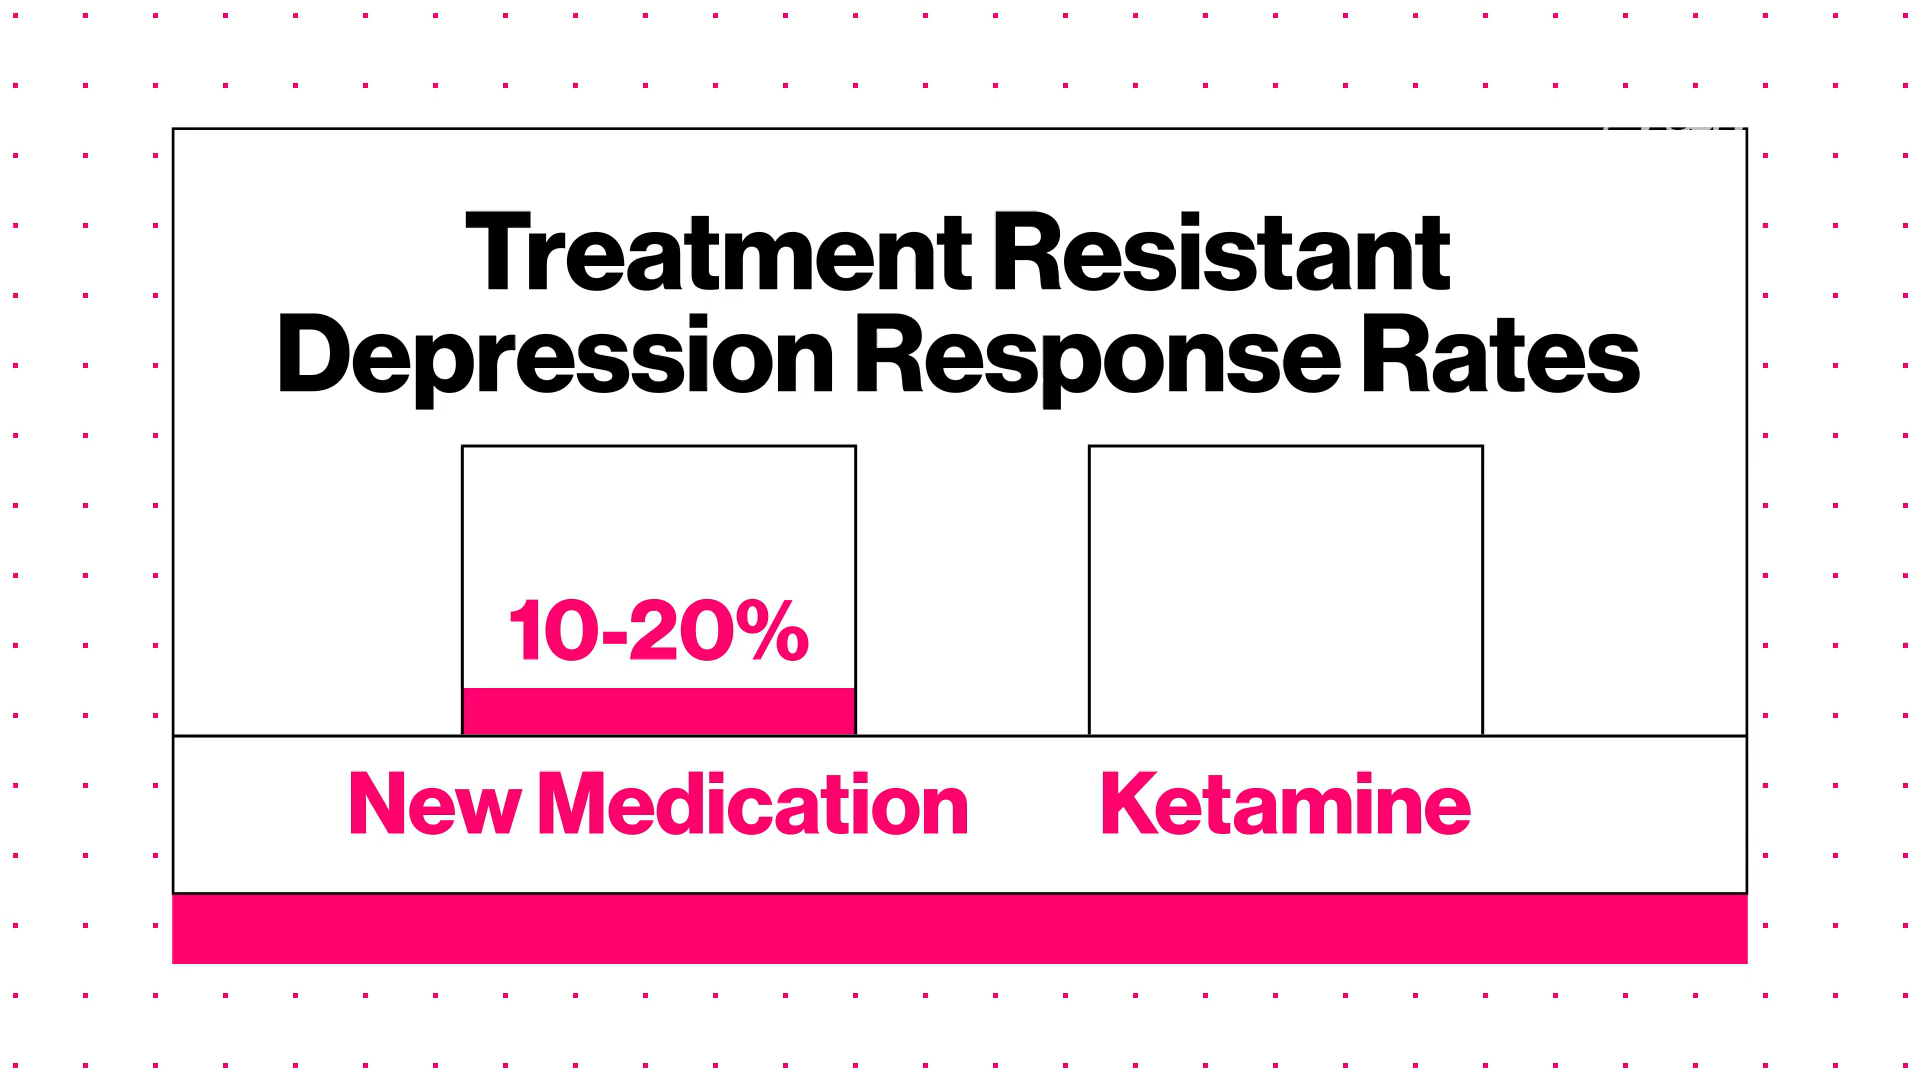 Treatment Resistant
Depression Response Rates
10-20%
New Medication
Ketamine